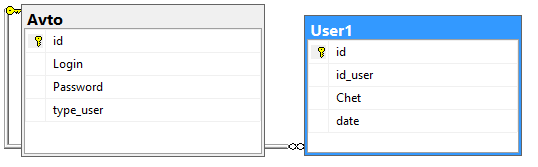 Avto
id
Login
Password
type_user
User1
id
id_user
Chet
date